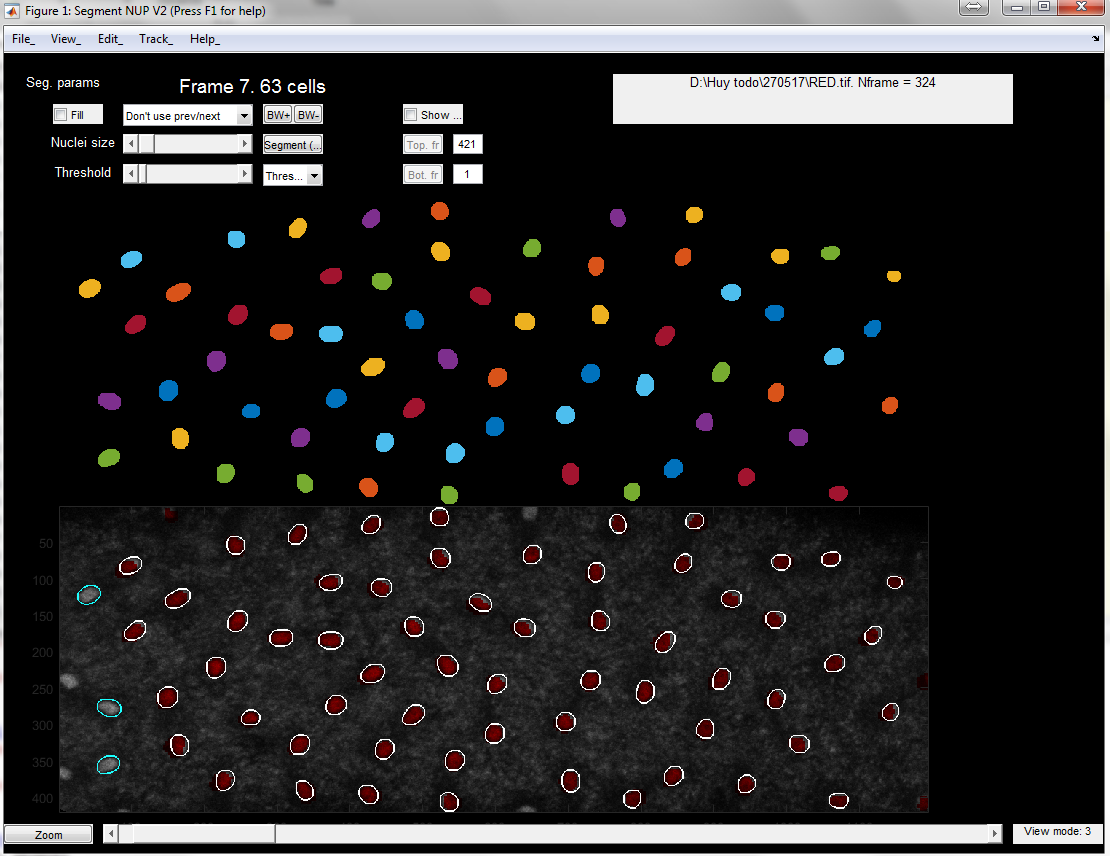 Figure 1: Segment NUP V2 (Press F1 for help)
File_ View_ Edit_ Track_ Help_
Seg. params
Frame 7. 63 cells
D:\Huy todo\270517\RED.tif. Nframe = 324
Fill
Don't use prev/next
BW+
BW-
Show ...
Nuclei size
Segment (...
Top. fr
421
Threshold
Thres...
Bot. fr
1
50
100
150
200
250
300
350
400
Zoom
View mode: 3